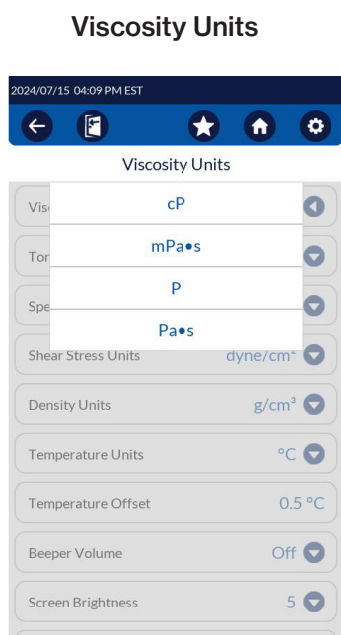 Viscosity Units
2024/07/15 04:09 PM EST
Viscosity Units
cP
mPa•s
P
Pa•s
Shear Stress Units dyne/cm²
Density Units g/cm³
Temperature Units °C
Temperature Offset 0.5 °C
Beeper Volume Off
Screen Brightness 5